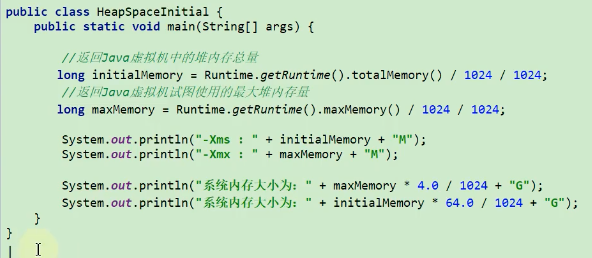 public class HeapSpaceInitial {
    public static void main(String[] args) {
        //返回Java虚拟机中的堆内存总量
        long initialMemory = Runtime.getRuntime().totalMemory() / 1024 / 1024;
        //返回Java虚拟机试图使用的最大堆内存量
        long maxMemory = Runtime.getRuntime().maxMemory() / 1024 / 1024;
        System.out.println("-Xms : " + initialMemory + "M");
        System.out.println("-Xmx : " + maxMemory + "M");
        System.out.println("系统内存大小为：" + maxMemory * 4.0 / 1024 + "G");
        System.out.println("系统内存大小为：" + initialMemory * 64.0 / 1024 + "G");
    }
}